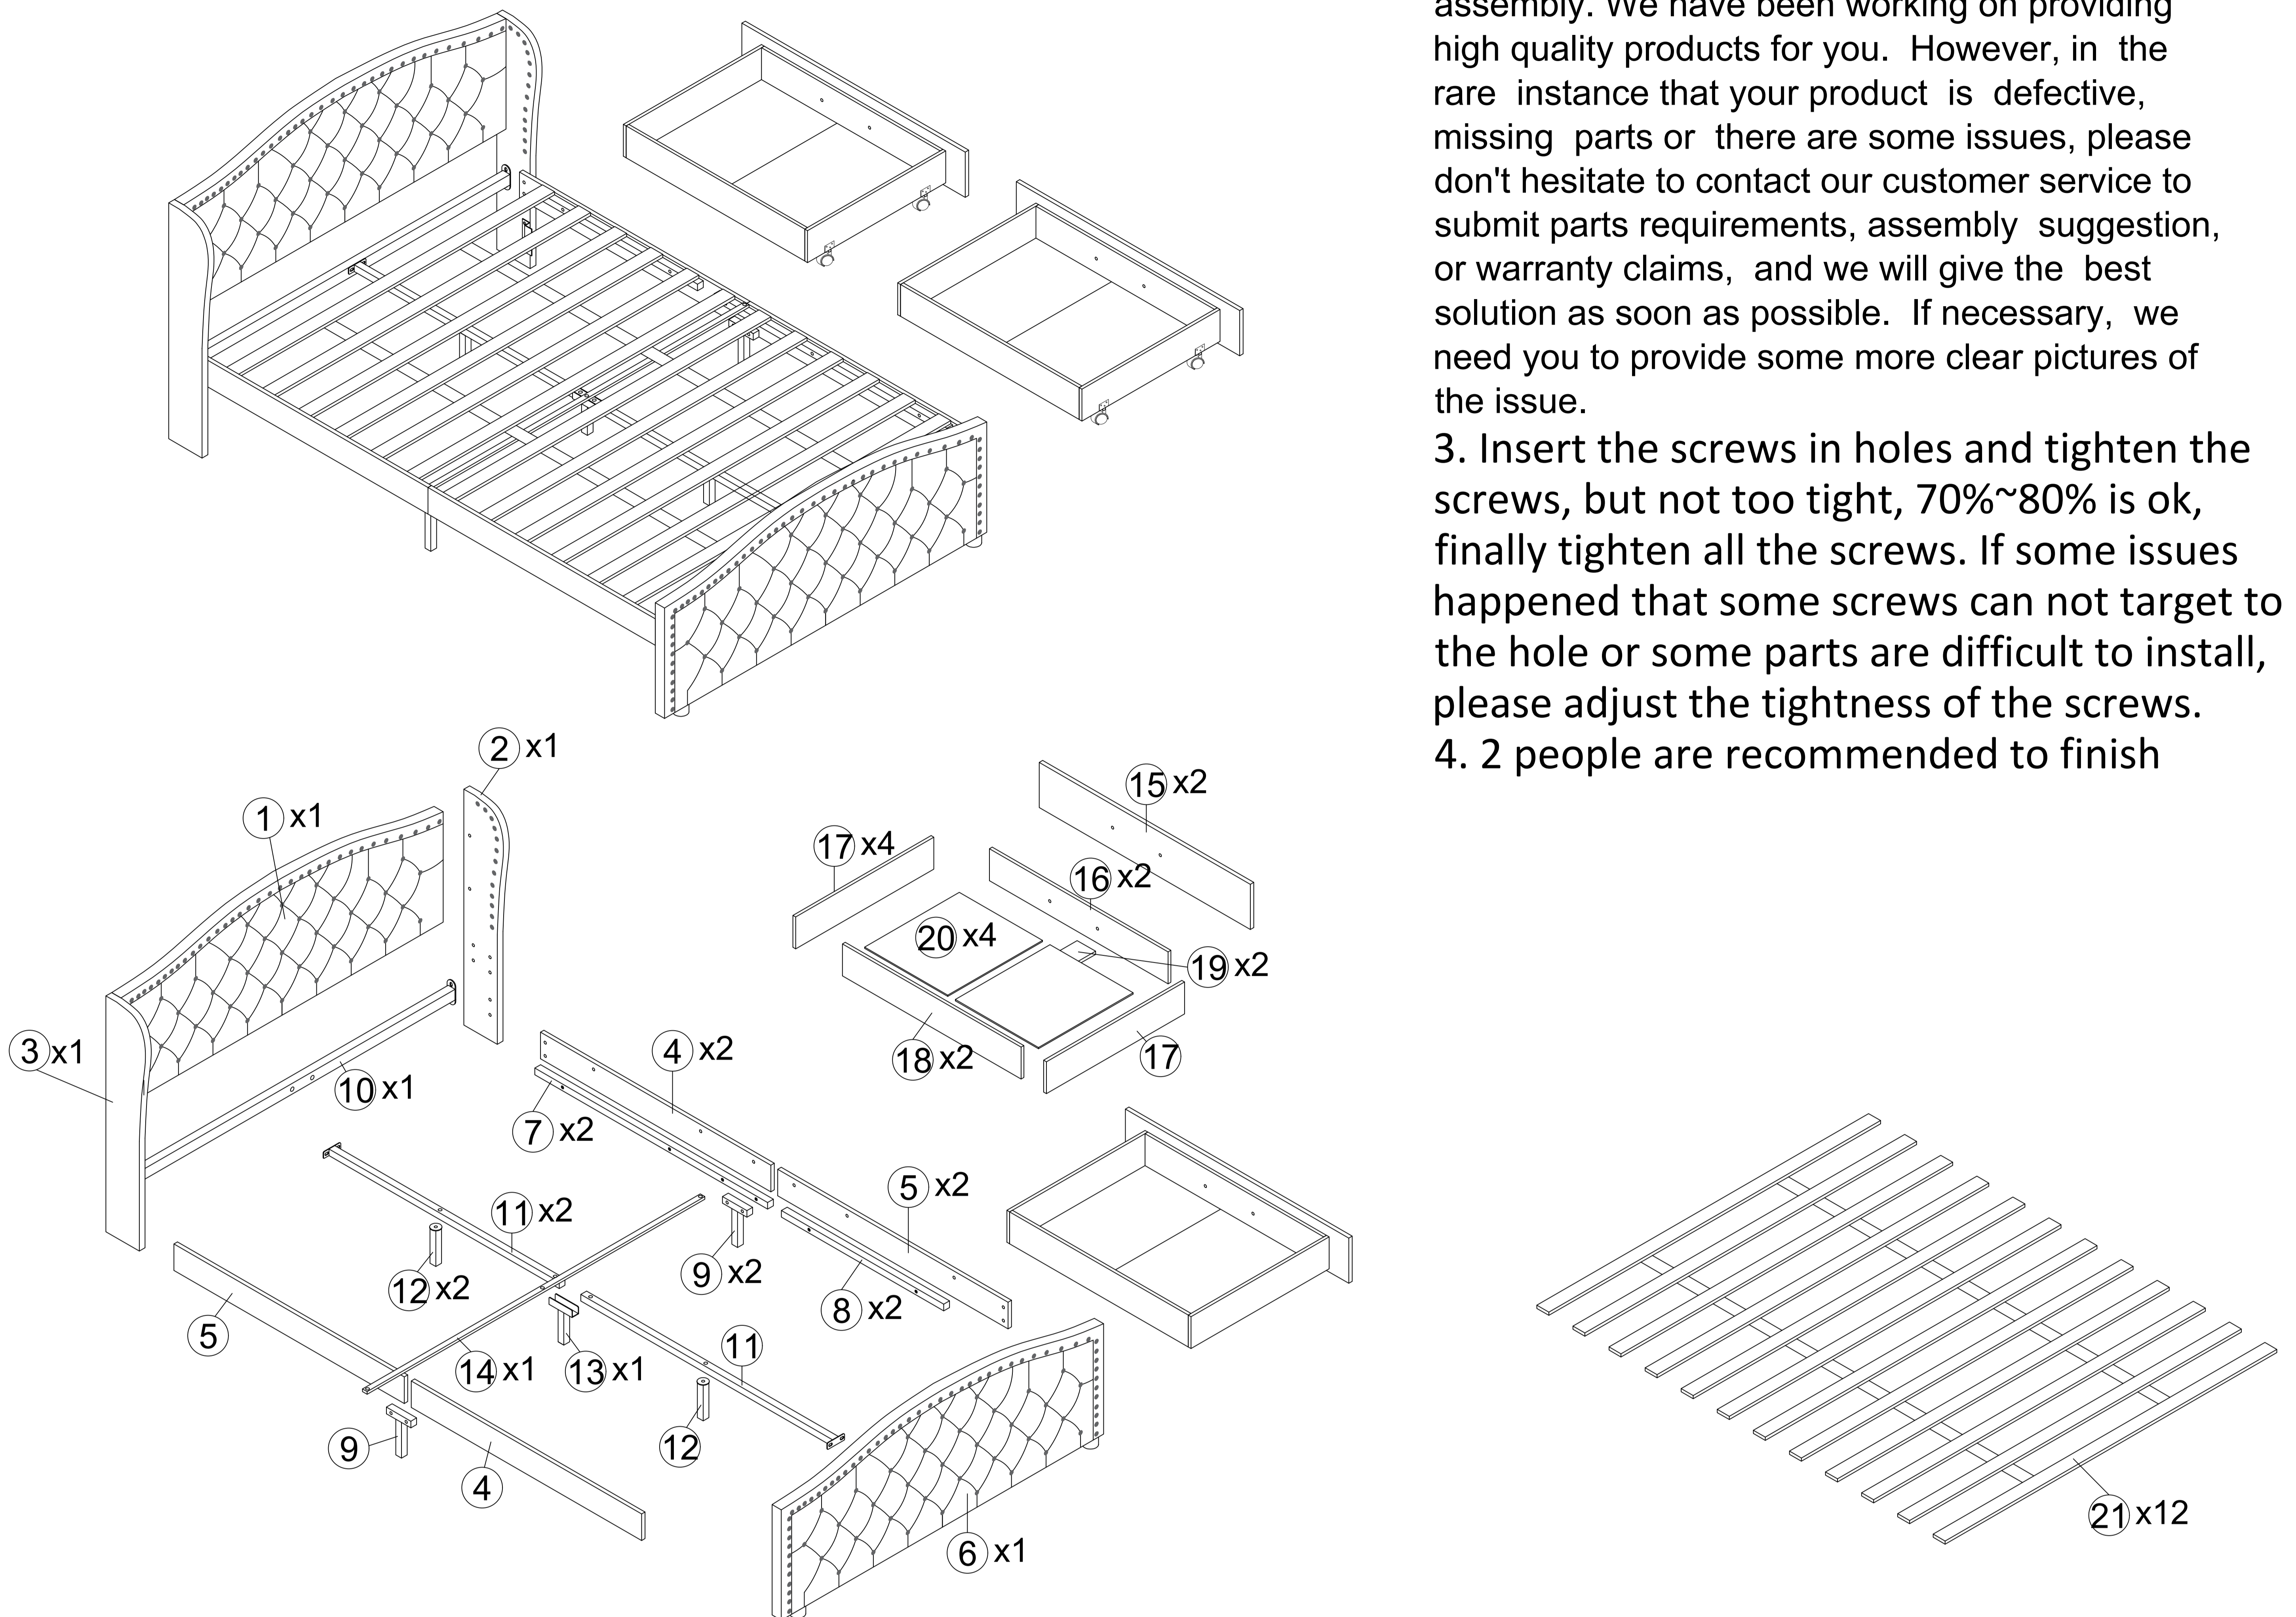 assembly. We have been working on providing
high quality products for you. However, in the
rare instance that your product is defective,
missing parts or there are some issues, please
don't hesitate to contact our customer service to
submit parts requirements, assembly suggestion,
or warranty claims, and we will give the best
solution as soon as possible. If necessary, we
need you to provide some more clear pictures of
the issue.
3. Insert the screws in holes and tighten the
screws, but not too tight, 70%~80% is ok,
finally tighten all the screws. If some issues
happened that some screws can not target to
the hole or some parts are difficult to install,
please adjust the tightness of the screws.
4. 2 people are recommended to finish
2 x1
1 x1
15 x2
17 x4
16 x2
20 x4
19 x2
3 x1
10 x1
4 x2
18 x2
17
7 x2
5 x2
11 x2
9 x2
12 x2
8 x2
5
14 x1
13 x1
11
9
12
4
6 x1
21 x12